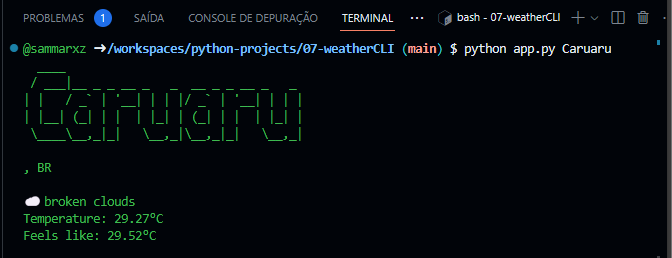 PROBLEMAS 1 SAÍDA CONSOLE DE DEPURAÇÃO TERMINAL ... bash - 07-weatherCLI
@sammarxz ➜/workspaces/python-projects/07-weatherCLI (main) $ python app.py Caruaru
Caruaru
, BR
broken clouds
Temperature: 29.27°C
Feels like: 29.52°C